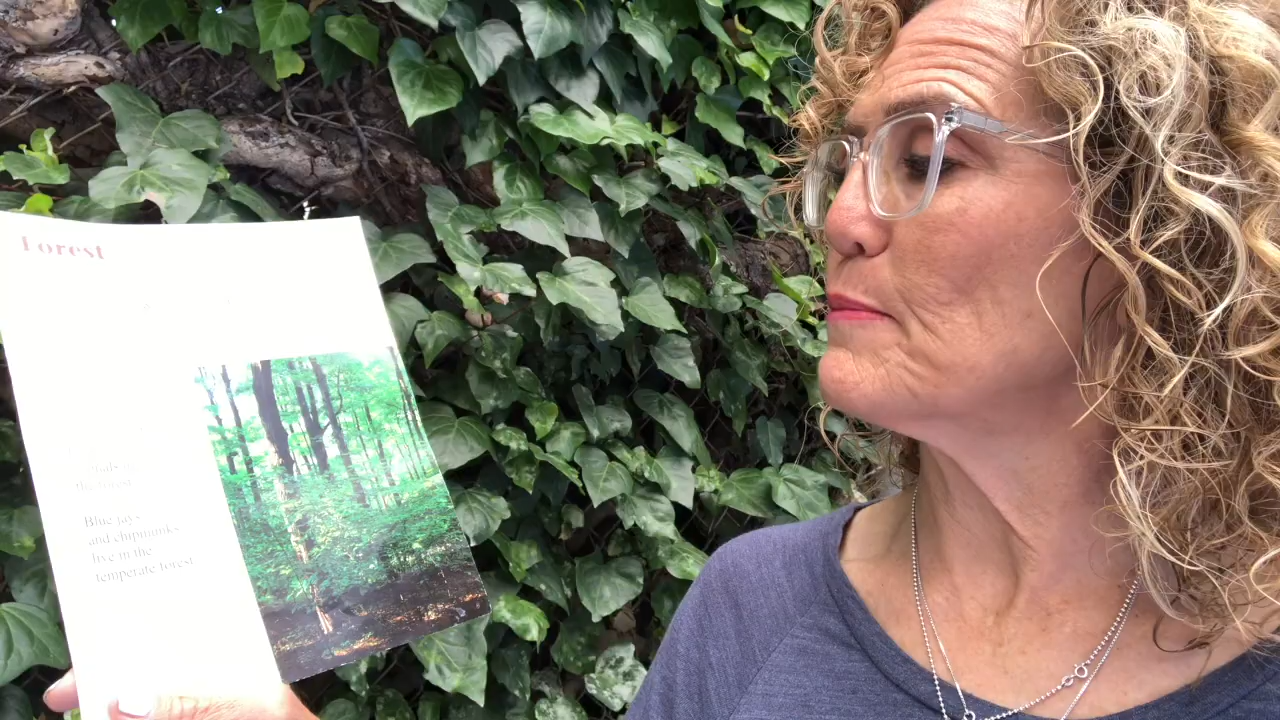 Forest
the forest.
Blue jays
and chipmunks
live in the
temperate forest.